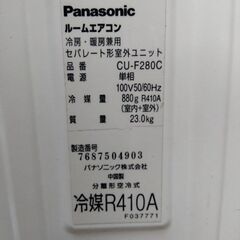 Panasonic
ルームエアコン
冷房・暖房兼用
セパレート形室外ユニット
品番 CU-F280C
電源 単相
100V50/60Hz
冷媒量 880g R410A
(室内+室外)
質量 23.0kg
製造番号
7687504903
パナソニック株式会社
中国製
分離形空冷式
冷媒R410A
F037771